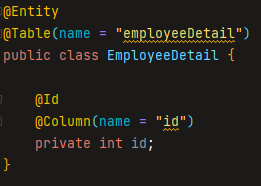 @Entity
@Table(name = "employeeDetail")
public class EmployeeDetail {
@Id
@Column(name = "id")
private int id;
}